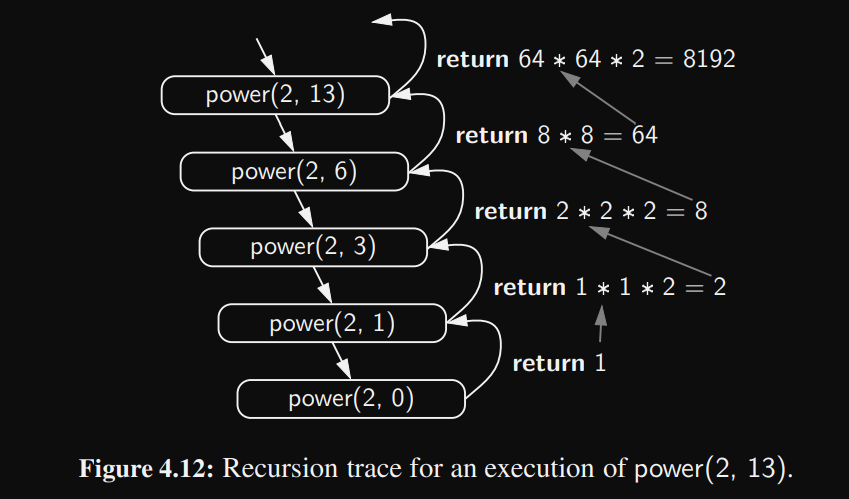 return 64 ∗ 64 ∗ 2 = 8192
power(2, 13)
return 8 ∗ 8 = 64
power(2, 6)
return 2 ∗ 2 ∗ 2 = 8
power(2, 3)
return 1 ∗ 1 ∗ 2 = 2
power(2, 1)
return 1
power(2, 0)
Figure 4.12: Recursion trace for an execution of power(2, 13).